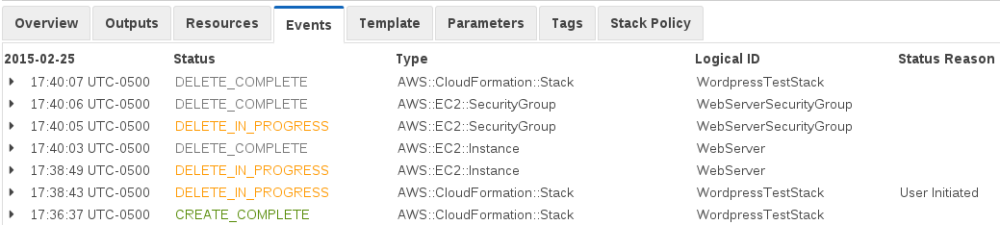 Overview Outputs Resources Events Template Parameters Tags Stack Policy
2015-02-25 Status Type Logical ID Status Reason
17:40:07 UTC-0500 DELETE_COMPLETE AWS::CloudFormation::Stack WordpressTestStack
17:40:06 UTC-0500 DELETE_COMPLETE AWS::EC2::SecurityGroup WebServerSecurityGroup
17:40:05 UTC-0500 DELETE_IN_PROGRESS AWS::EC2::SecurityGroup WebServerSecurityGroup
17:40:03 UTC-0500 DELETE_COMPLETE AWS::EC2::Instance WebServer
17:38:49 UTC-0500 DELETE_IN_PROGRESS AWS::EC2::Instance WebServer
17:38:43 UTC-0500 DELETE_IN_PROGRESS AWS::CloudFormation::Stack WordpressTestStack User Initiated
17:36:37 UTC-0500 CREATE_COMPLETE AWS::CloudFormation::Stack WordpressTestStack